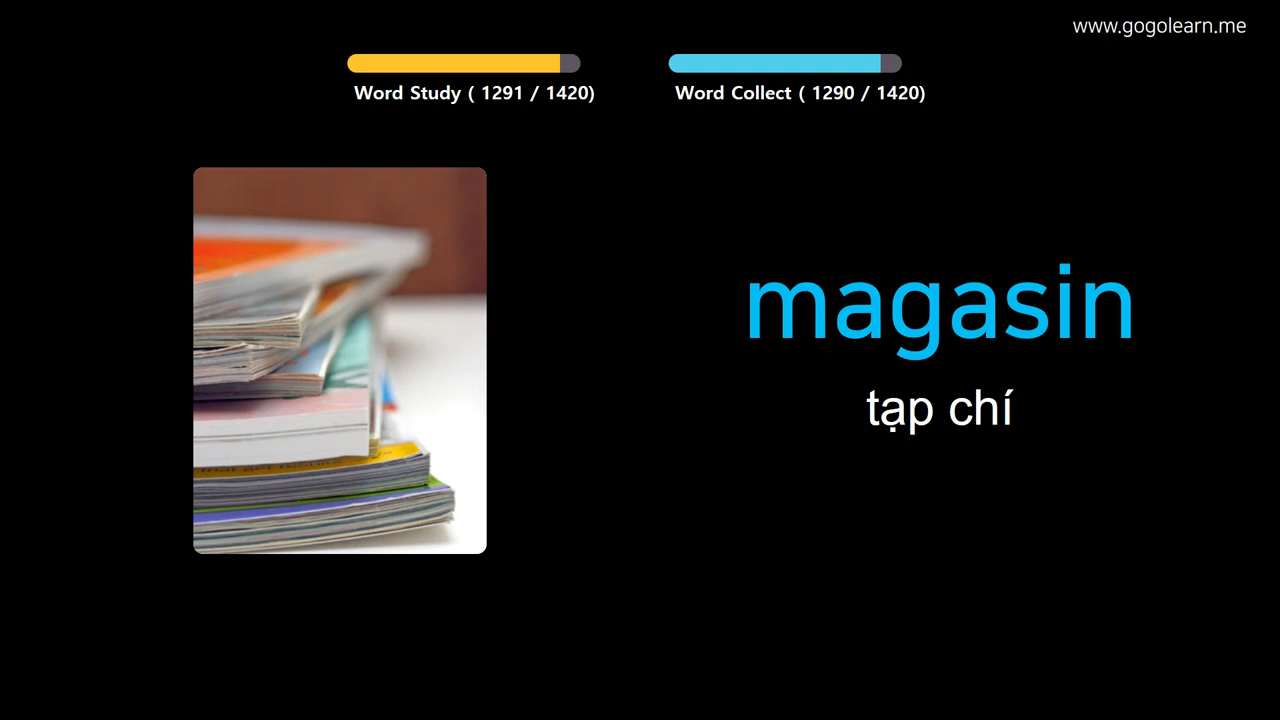 www.gogolearn.me
Word Study ( 1291 / 1420)
Word Collect ( 1290 / 1420)
magasin
tạp chí